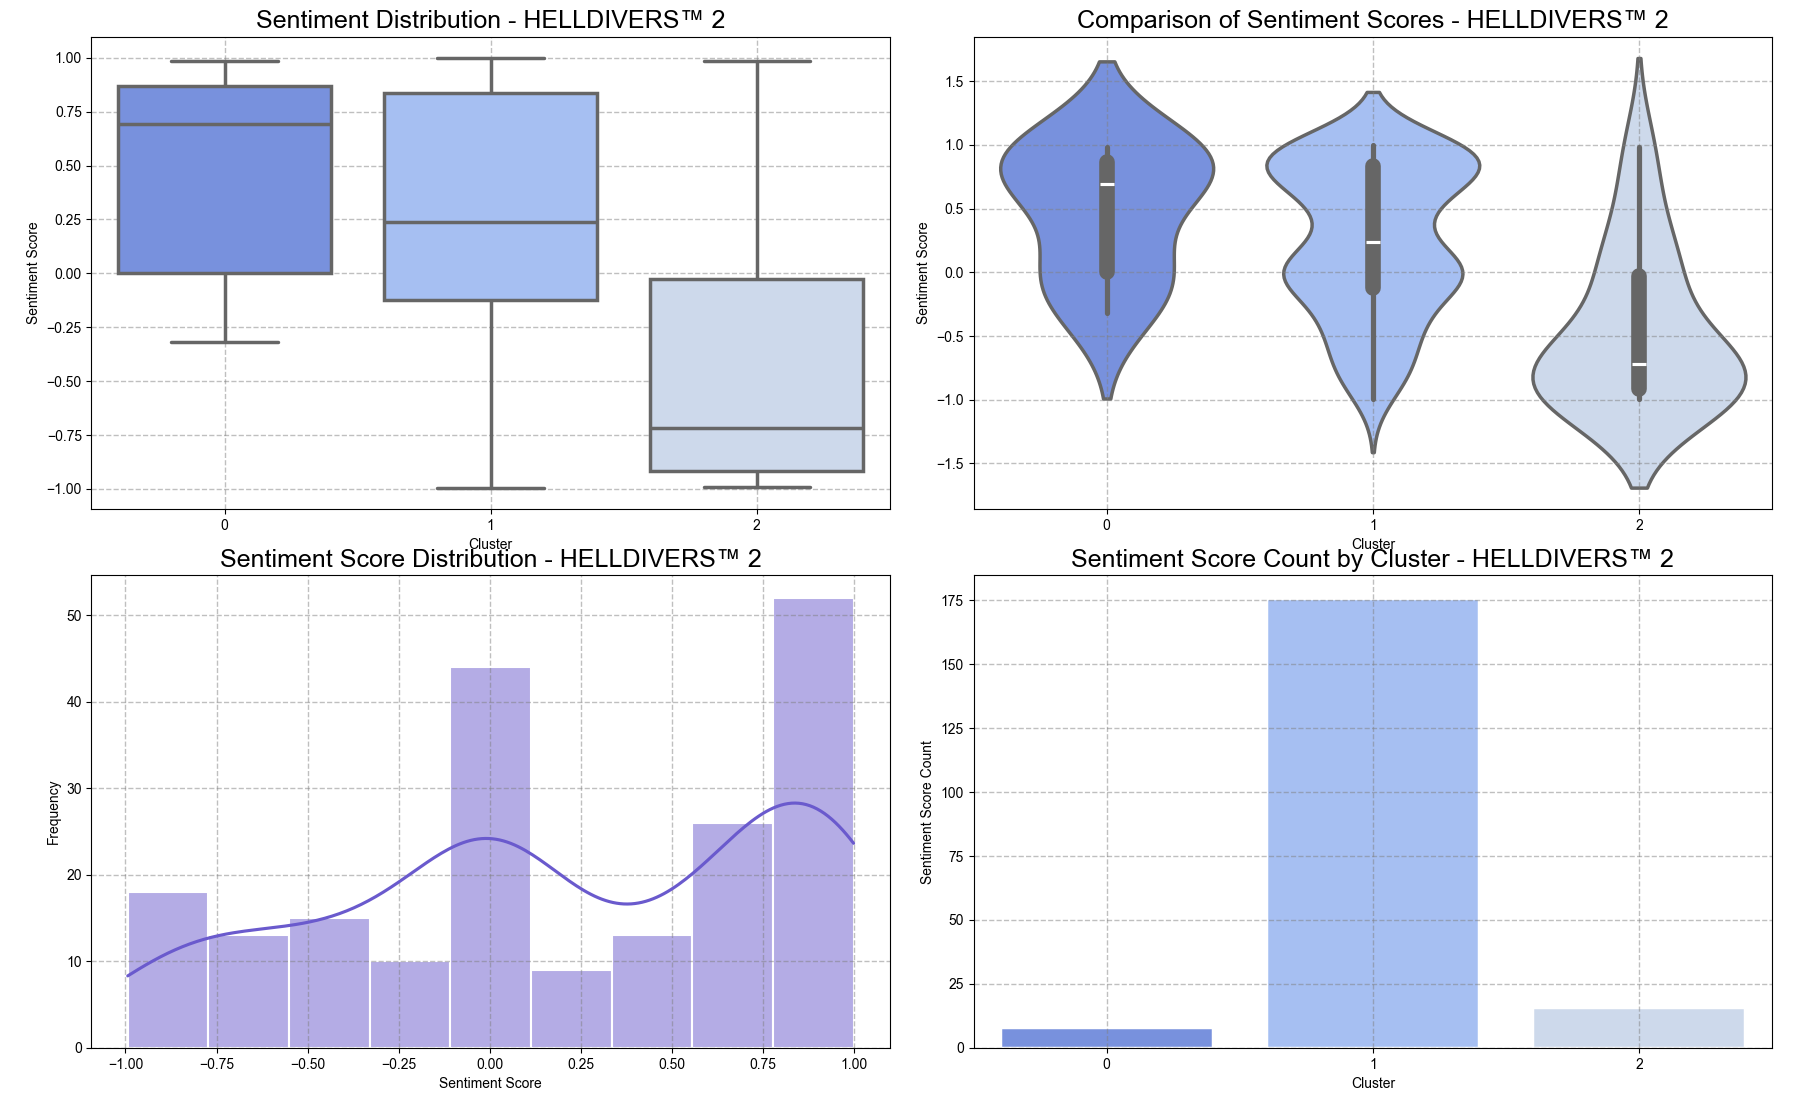 Sentiment Distribution - HELLDIVERS™ 2
1.00
0.75
0.50
0.25
0.00
−0.25
−0.50
−0.75
−1.00
Sentiment Score
0 1 2
Cluster
Comparison of Sentiment Scores - HELLDIVERS™ 2
1.5
1.0
0.5
0.0
−0.5
−1.0
−1.5
Sentiment Score
0 1 2
Cluster
Sentiment Score Distribution - HELLDIVERS™ 2
50
40
30
20
10
0
Frequency
−1.00 −0.75 −0.50 −0.25 0.00 0.25 0.50 0.75 1.00
Sentiment Score
Sentiment Score Count by Cluster - HELLDIVERS™ 2
175
150
125
100
75
50
25
0
Sentiment Score Count
0 1 2
Cluster